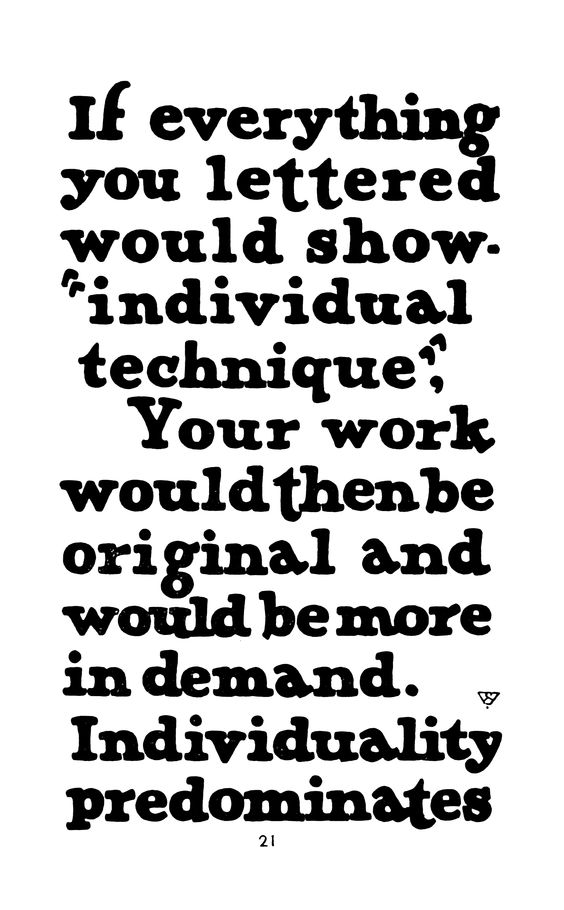 If everything
you lettered
would show-
“individual
technique”,
Your work
would then be
original and
would be more
in demand.
Individuality
predominates
21